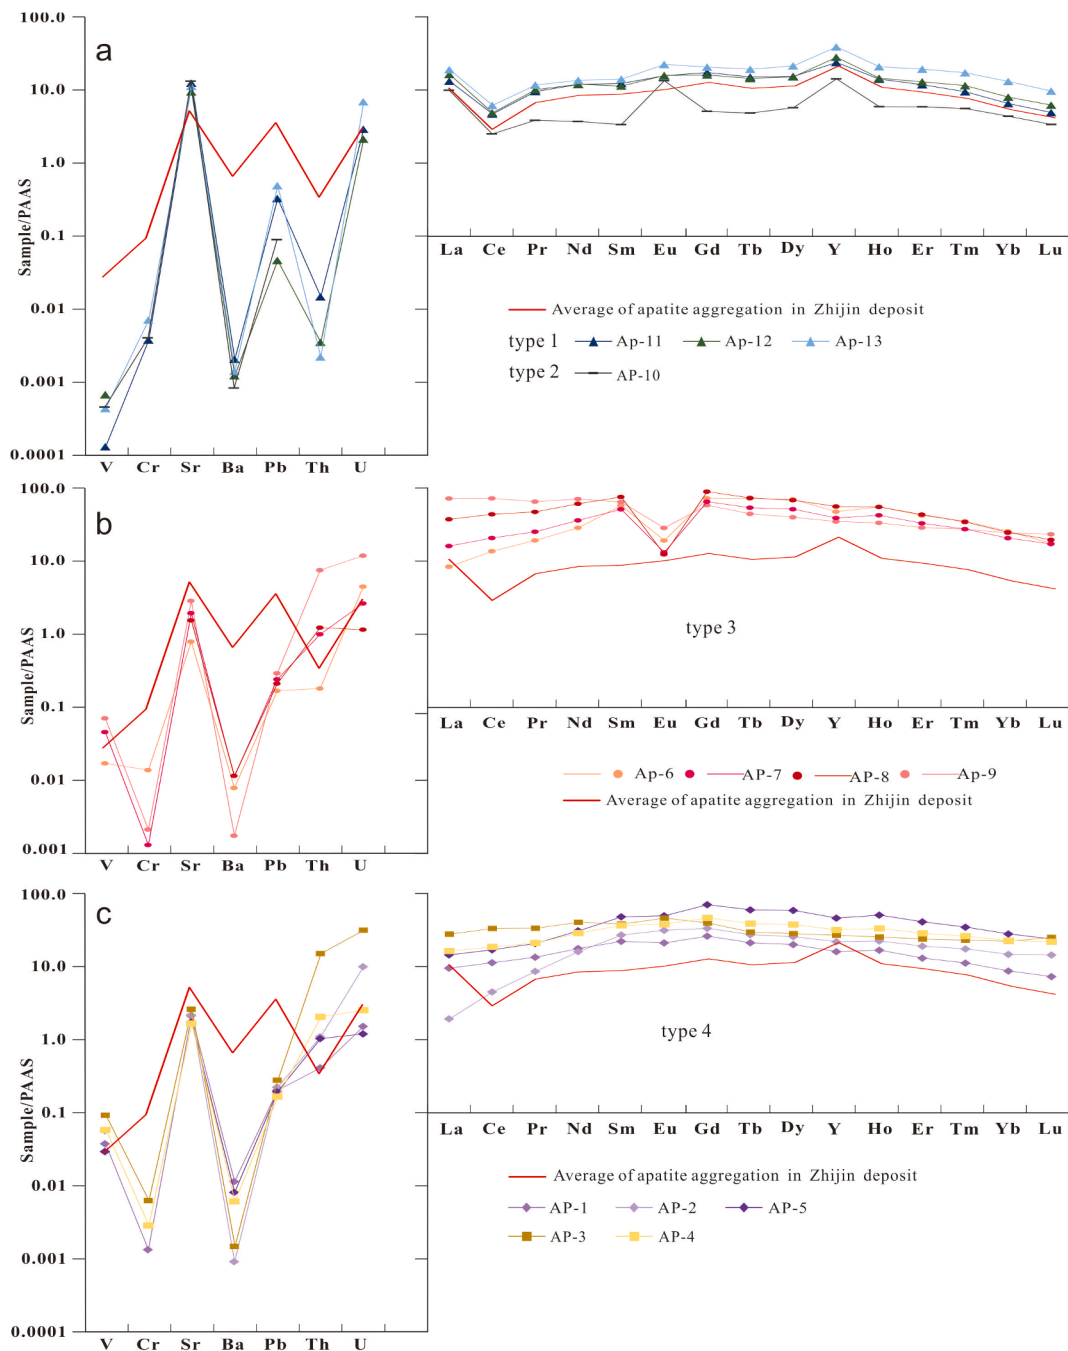 a
100.0
10.0
1.0
0.1
0.01
0.001
0.0001
Sample/PAAS
V Cr Sr Ba Pb Th U
La Ce Pr Nd Sm Eu Gd Tb Dy Y Ho Er Tm Yb Lu
Average of apatite aggregation in Zhijin deposit
type 1 Ap-11 Ap-12 Ap-13
type 2 AP-10
b
100.0
10.0
1.0
0.1
0.01
0.001
Sample/PAAS
V Cr Sr Ba Pb Th U
La Ce Pr Nd Sm Eu Gd Tb Dy Y Ho Er Tm Yb Lu
type 3
Ap-6 AP-7 AP-8 Ap-9
Average of apatite aggregation in Zhijin deposit
c
100.0
10.0
1.0
0.1
0.01
0.001
0.0001
Sample/PAAS
V Cr Sr Ba Pb Th U
La Ce Pr Nd Sm Eu Gd Tb Dy Y Ho Er Tm Yb Lu
type 4
Average of apatite aggregation in Zhijin deposit
AP-1 AP-2 AP-5
AP-3 AP-4